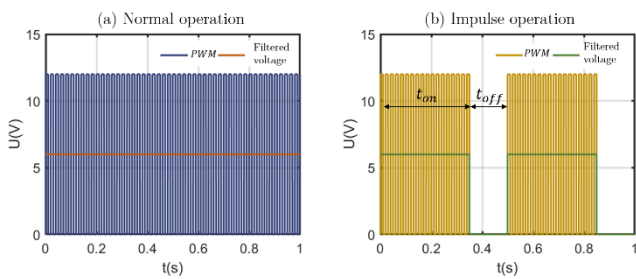 (a) Normal operation
15
10
5
0
U(V)
PWM
Filtered
voltage
0 0.2 0.4 0.6 0.8 1
t(s)
(b) Impulse operation
15
10
5
0
U(V)
PWM
Filtered
voltage
t_on
t_off
0 0.2 0.4 0.6 0.8 1
t(s)